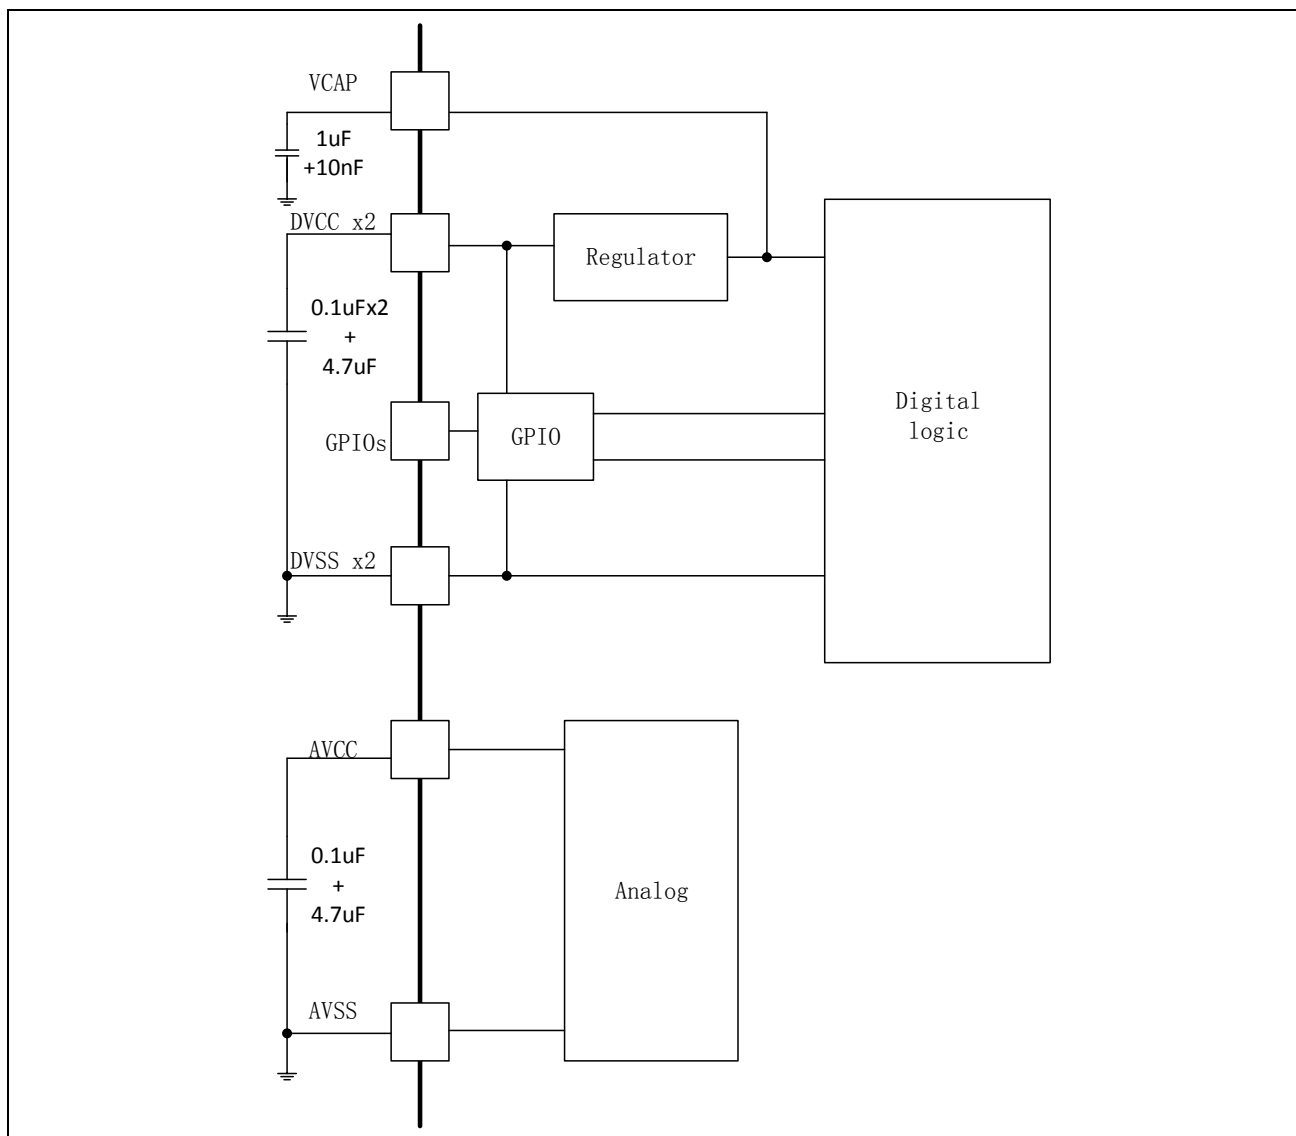 VCAP
1uF
+10nF
DVCC x2
Regulator
0.1uFx2
+
4.7uF
Digital
logic
GPIOs
GPIO
DVSS x2
AVCC
0.1uF
+
4.7uF
Analog
AVSS